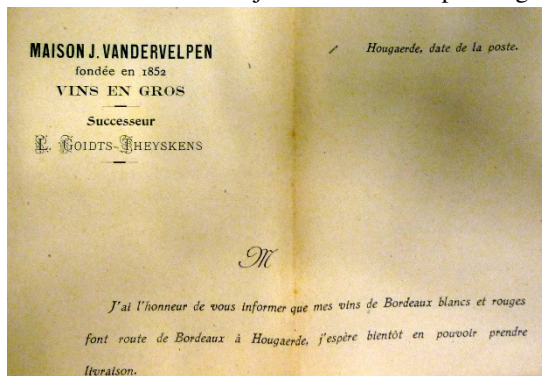 MAISON J. VANDERVELPEN
fondée en 1852
VINS EN GROS
Successeur
L. GOIDTS-THEYSKENS
Hougaerde, date de la poste.
M
J'ai l'honneur de vous informer que mes vins de Bordeaux blancs et rouges
font route de Bordeaux à Hougaerde, j'espère bientôt en pouvoir prendre
livraison.